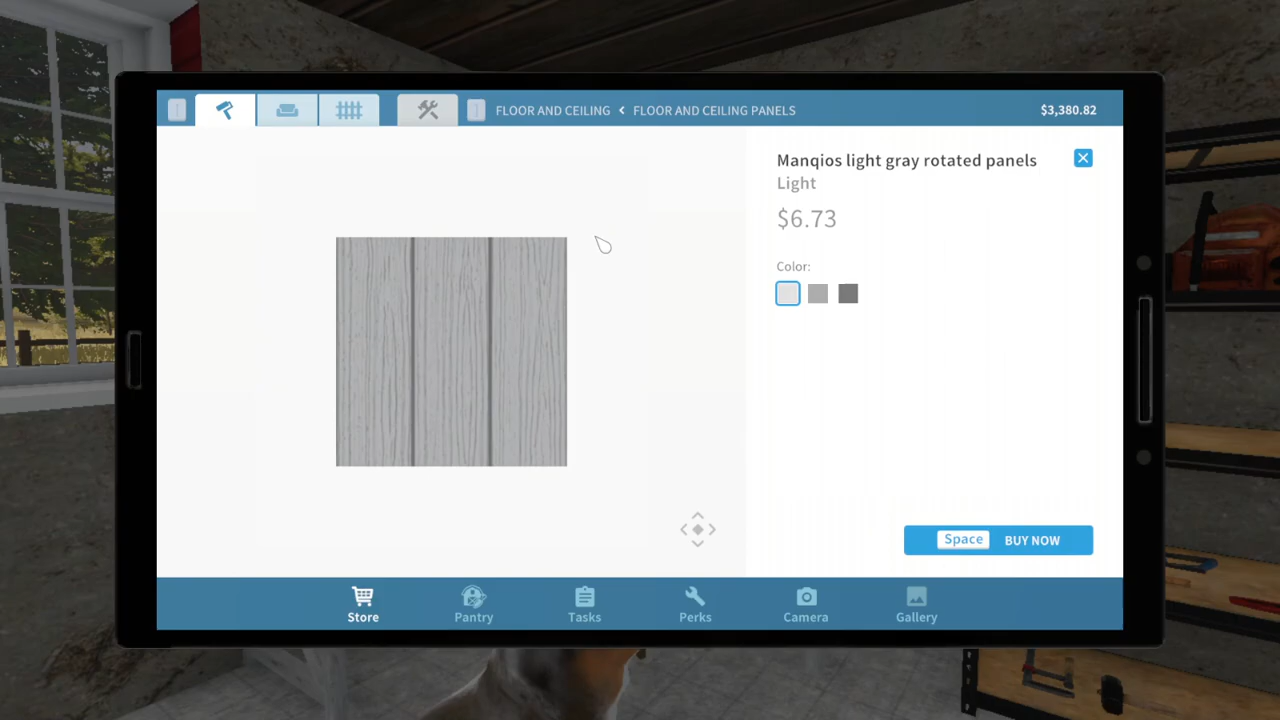 FLOOR AND CEILING < FLOOR AND CEILING PANELS
$3,380.82
Manqios light gray rotated panels
Light
$6.73
Color:
Space BUY NOW
Store
Pantry
Tasks
Perks
Camera
Gallery